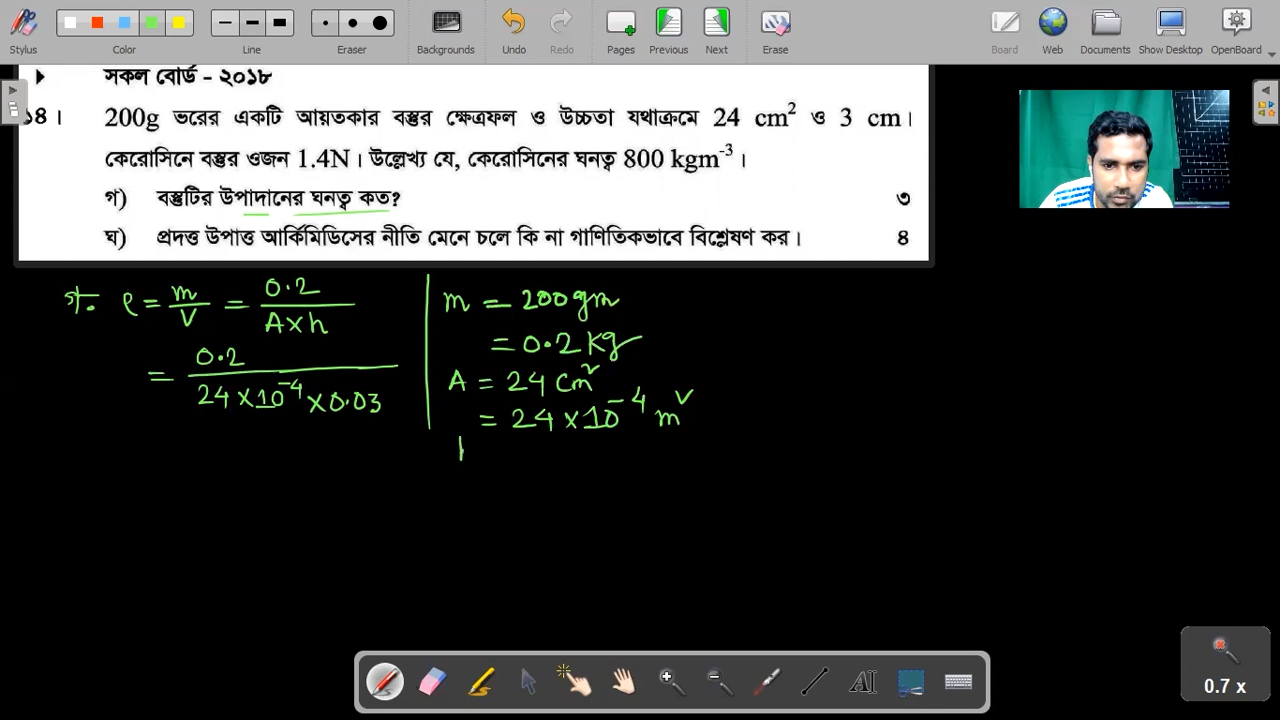 Stylus Color Line Eraser Backgrounds Undo Redo Pages Previous Next Erase Board Web Documents Show Desktop OpenBoard
সকল বোর্ড - ২০১৮
১৪। 200g ভরের একটি আয়তকার বস্তুর ক্ষেত্রফল ও উচ্চতা যথাক্রমে 24 cm² ও 3 cm।
কেরোসিনে বস্তুর ওজন 1.4N। উল্লেখ্য যে, কেরোসিনের ঘনত্ব 800 kgm⁻³।
গ) বস্তুটির উপাদানের ঘনত্ব কত? ৩
ঘ) প্রদত্ত উপাত্ত আর্কিমিডিসের নীতি মেনে চলে কি না গাণিতিকভাবে বিশ্লেষণ কর। ৪
গ. ρ = m/V = 0.2/(A×h)
= 0.2/(24×10⁻⁴×0.03)
m = 200gm
= 0.2 Kg
A = 24 cm²
= 24×10⁻⁴ m²
0.7 x